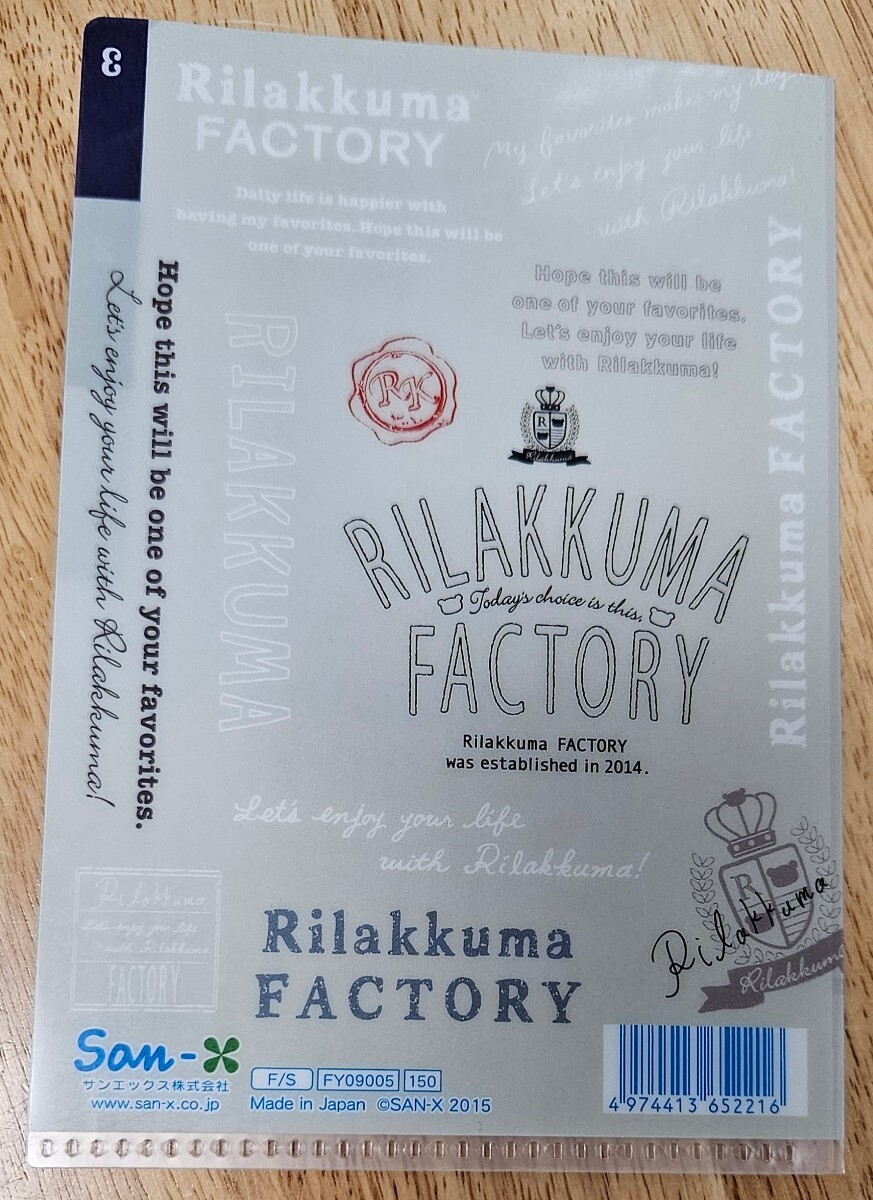 3
Rilakkuma
FACTORY
My favorites makes my day.
Let's enjoy your life
with Rilakkuma!
Daily life is happier with
having my favorites. Hope this will be
one of your favorites.
Hope this will be
one of your favorites.
Let's enjoy your life
with Rilakkuma!
Hope this will be one of your favorites.
Let's enjoy your life with Rilakkuma!
RILAKKUMA
Rilakkuma FACTORY
RK
R
Rilakkuma
RILAKKUMA
Today's choice is this.
FACTORY
Rilakkuma FACTORY
was established in 2014.
Let's enjoy your life
with Rilakkuma!
R
Rilakkuma
Rilakkuma
Rilakkuma
Let's enjoy your life
with Rilakkuma
FACTORY
Rilakkuma
FACTORY
San-X
サンエックス株式会社
www.san-x.co.jp
F/S FY09005 150
Made in Japan ©SAN-X 2015
4 974413 652216